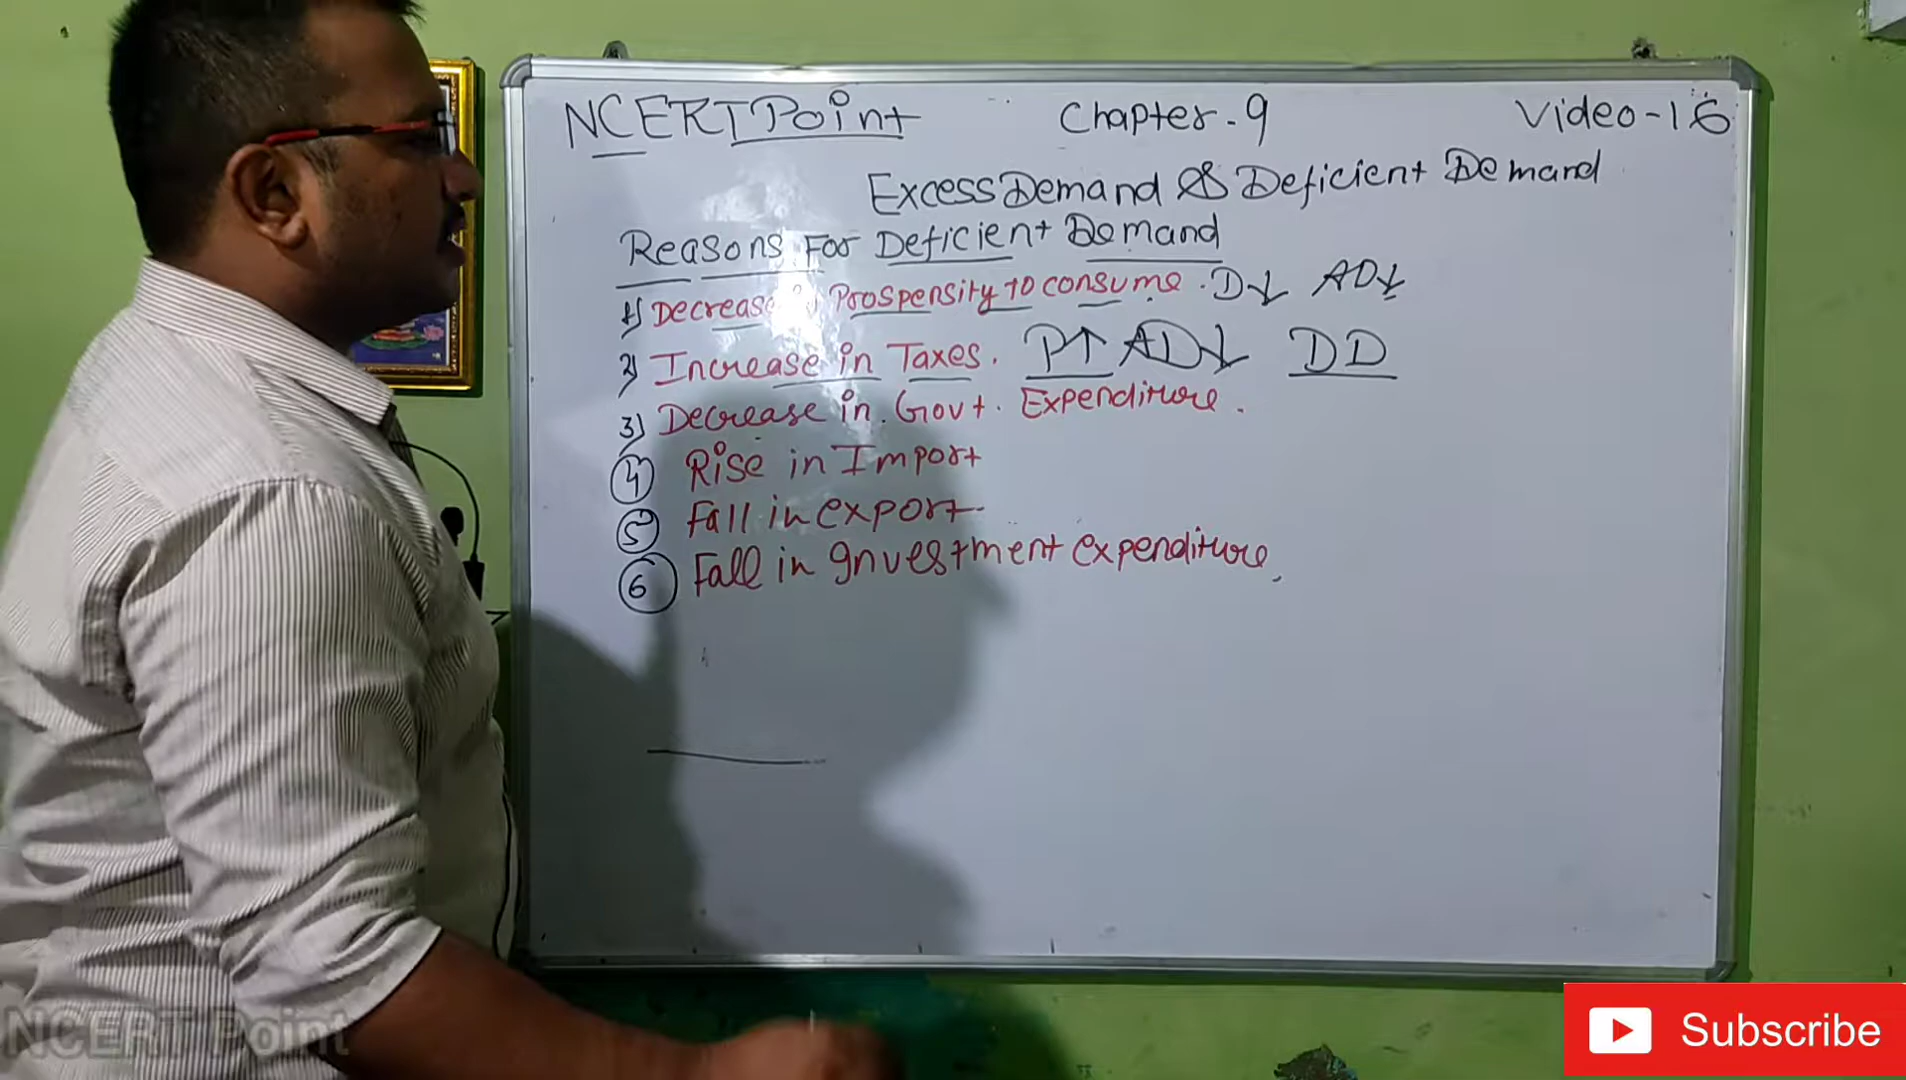 NCERT Point Chapter-9 Video-16
Excess Demand & Deficient Demand
Reasons For Deficient Demand
1) Decrease Prospensity to consume. D↓ AD↓
2) Increase in Taxes. P↑ AD↓ DD
3) Decrease in Govt. Expenditure.
4 Rise in Import
5 Fall in export
6 Fall in Investment expenditure
NCERT Point
Subscribe